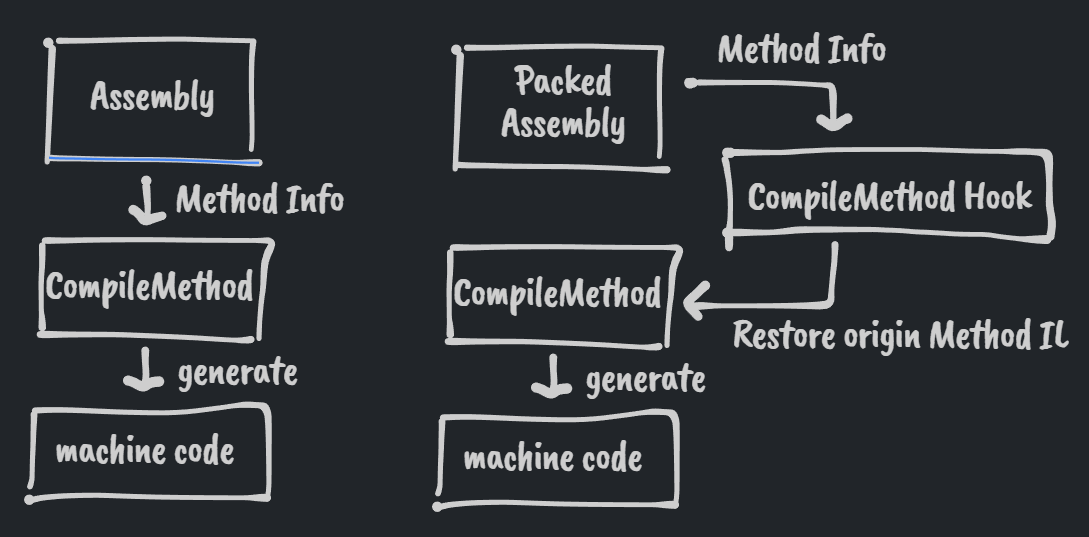 Assembly
Method Info
CompileMethod
generate
machine code
Packed
Assembly
Method Info
CompileMethod Hook
Restore origin Method IL
CompileMethod
generate
machine code